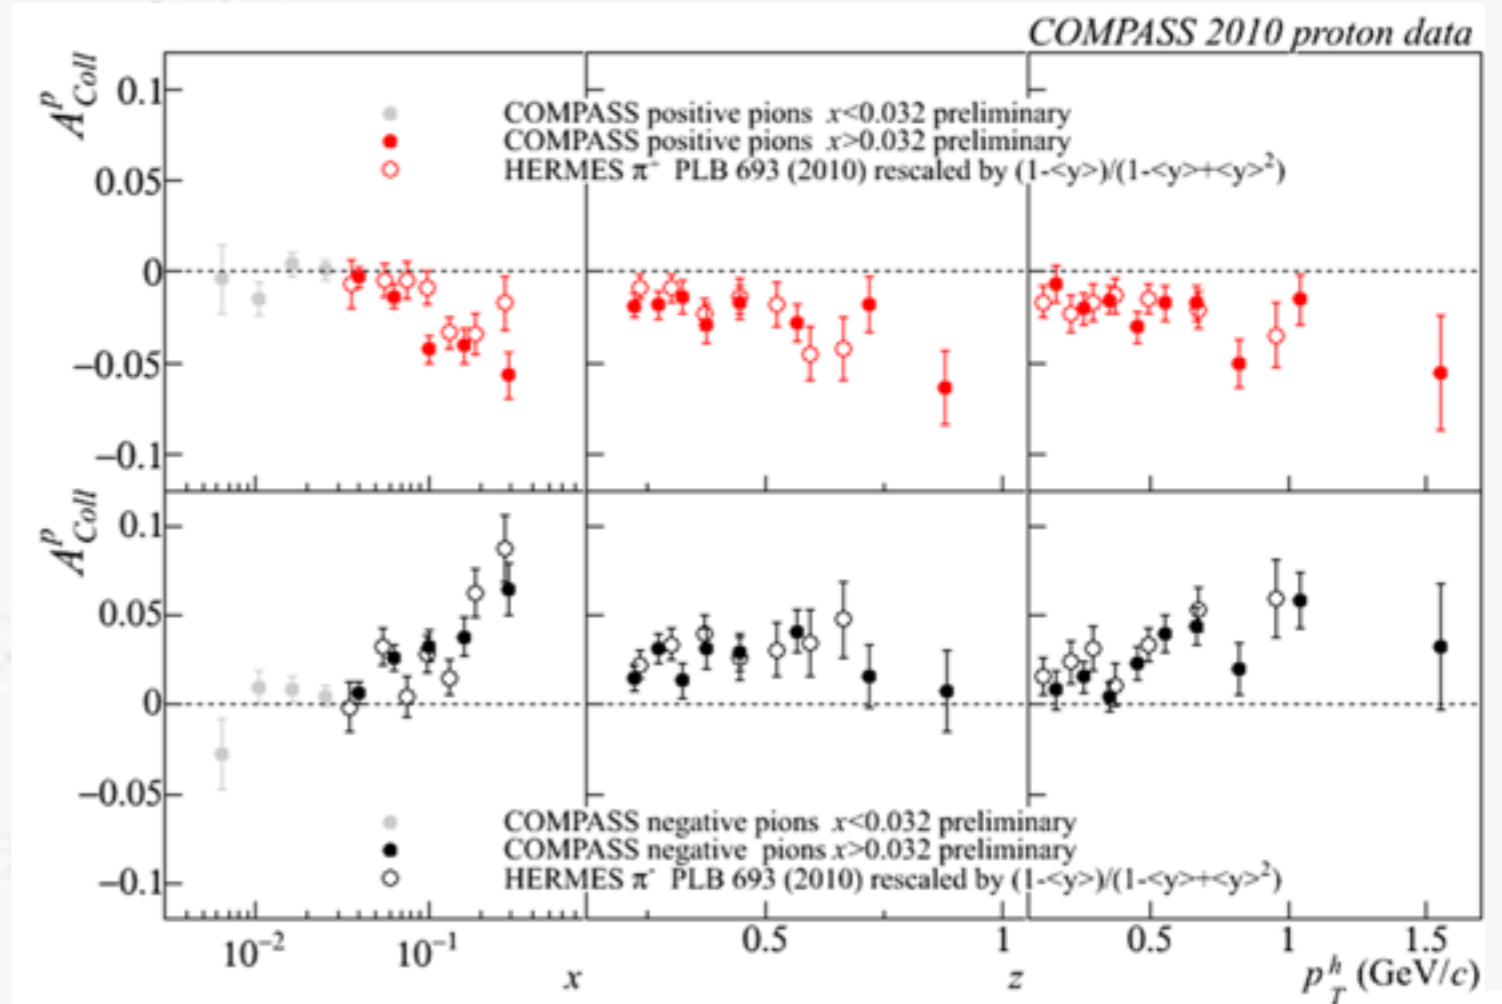 COMPASS 2010 proton data
A^p_Coll
0.1
COMPASS positive pions x<0.032 preliminary
COMPASS positive pions x>0.032 preliminary
0.05
HERMES π⁺ PLB 693 (2010) rescaled by (1-<y>)/(1-<y>+<y>²)
0
−0.05
−0.1
A^p_Coll
0.1
0.05
0
−0.05
COMPASS negative pions x<0.032 preliminary
COMPASS negative pions x>0.032 preliminary
−0.1
HERMES π⁻ PLB 693 (2010) rescaled by (1-<y>)/(1-<y>+<y>²)
10⁻² 10⁻¹ 0.5 1 0.5 1 1.5
x z p_T^h (GeV/c)